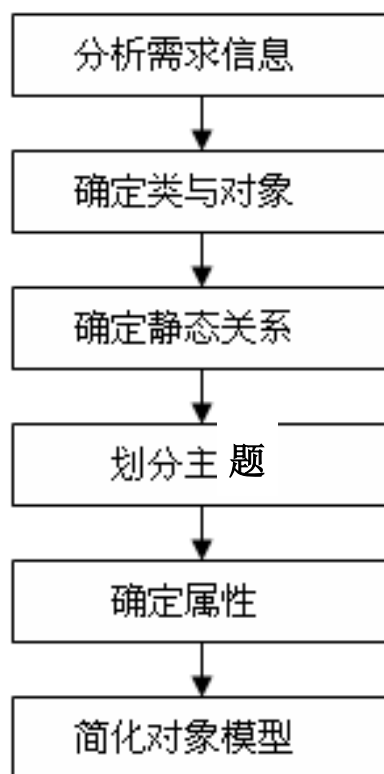 分析需求信息
确定类与对象
确定静态关系
划分主题
确定属性
简化对象模型